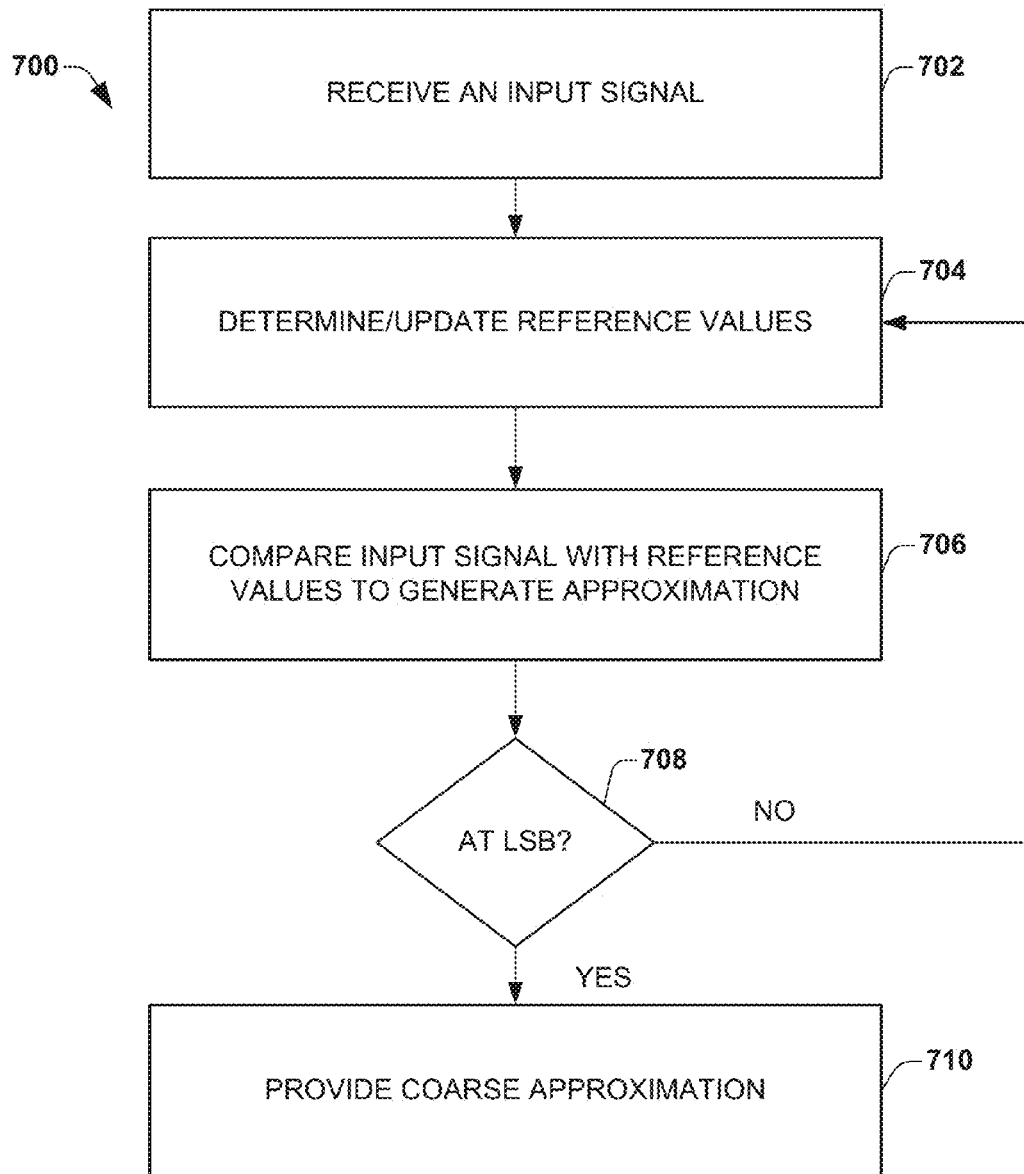 700
702
RECEIVE AN INPUT SIGNAL
704
DETERMINE/UPDATE REFERENCE VALUES
706
COMPARE INPUT SIGNAL WITH REFERENCE
VALUES TO GENERATE APPROXIMATION
708
AT LSB?
NO
YES
710
PROVIDE COARSE APPROXIMATION